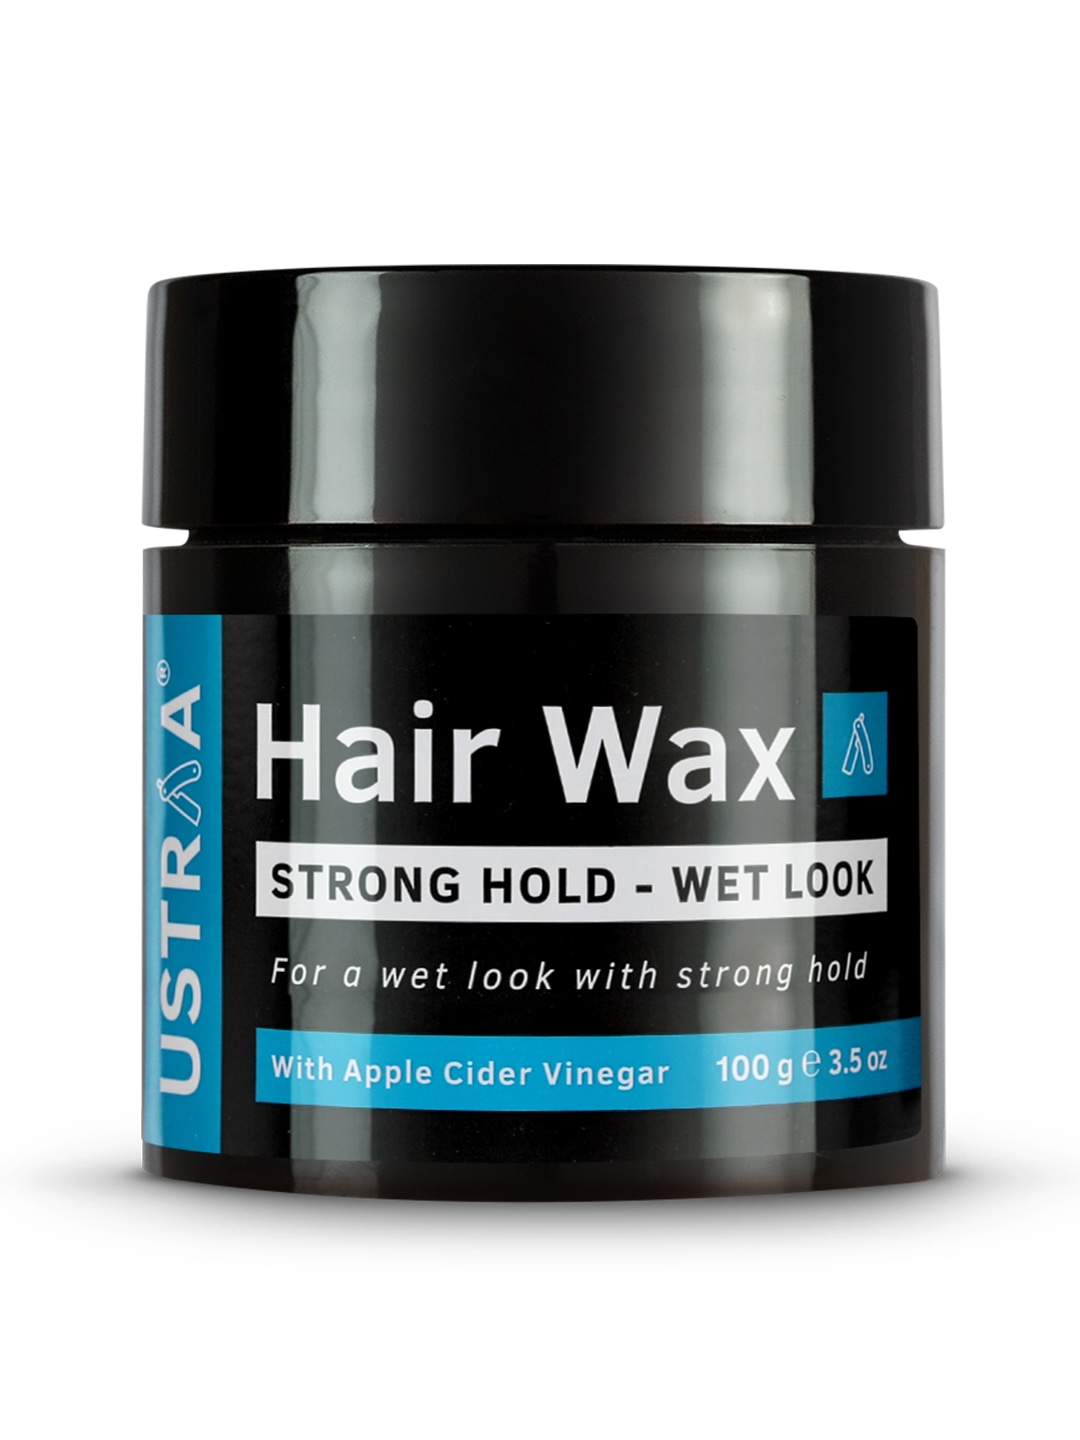 USTRAA®
Hair Wax
STRONG HOLD - WET LOOK
For a wet look with strong hold
With Apple Cider Vinegar 100 g ℮ 3.5 oz